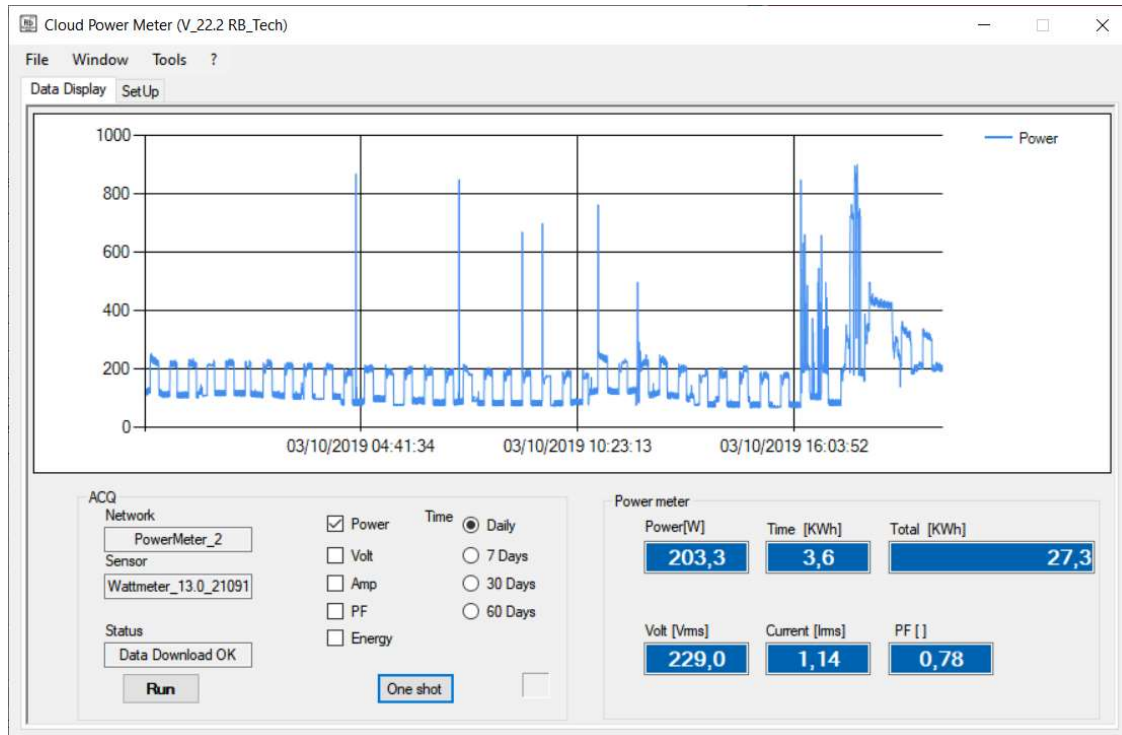 Rb
Cloud Power Meter (V_22.2 RB_Tech)
File Window Tools ?
Data Display SetUp
1000
800
600
400
200
0
03/10/2019 04:41:34 03/10/2019 10:23:13 03/10/2019 16:03:52
Power
ACQ
Network
PowerMeter_2
Sensor
Wattmeter_13.0_21091
Status
Data Download OK
Run
Power
Volt
Amp
PF
Energy
Time
Daily
7 Days
30 Days
60 Days
One shot
Power meter
Power[W] Time [KWh] Total [KWh]
203,3 3,6 27,3
Volt [Vrms] Current [Irms] PF [ ]
229,0 1,14 0,78